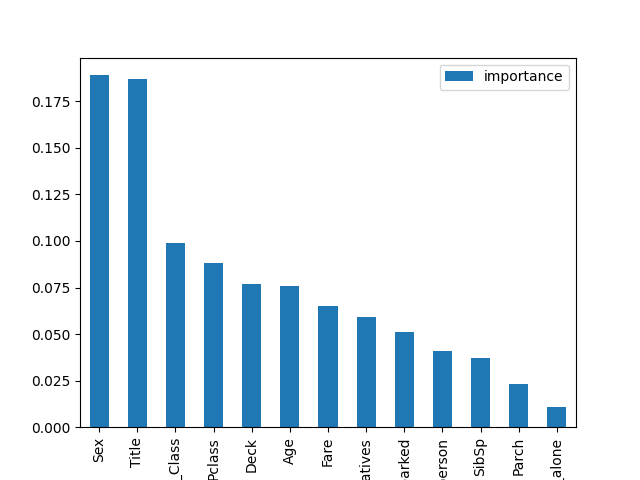 importance
0.175
0.150
0.125
0.100
0.075
0.050
0.025
0.000
Sex
Title
_Class
Pclass
Deck
Age
Fare
atives
arked
erson
SibSp
Parch
_alone